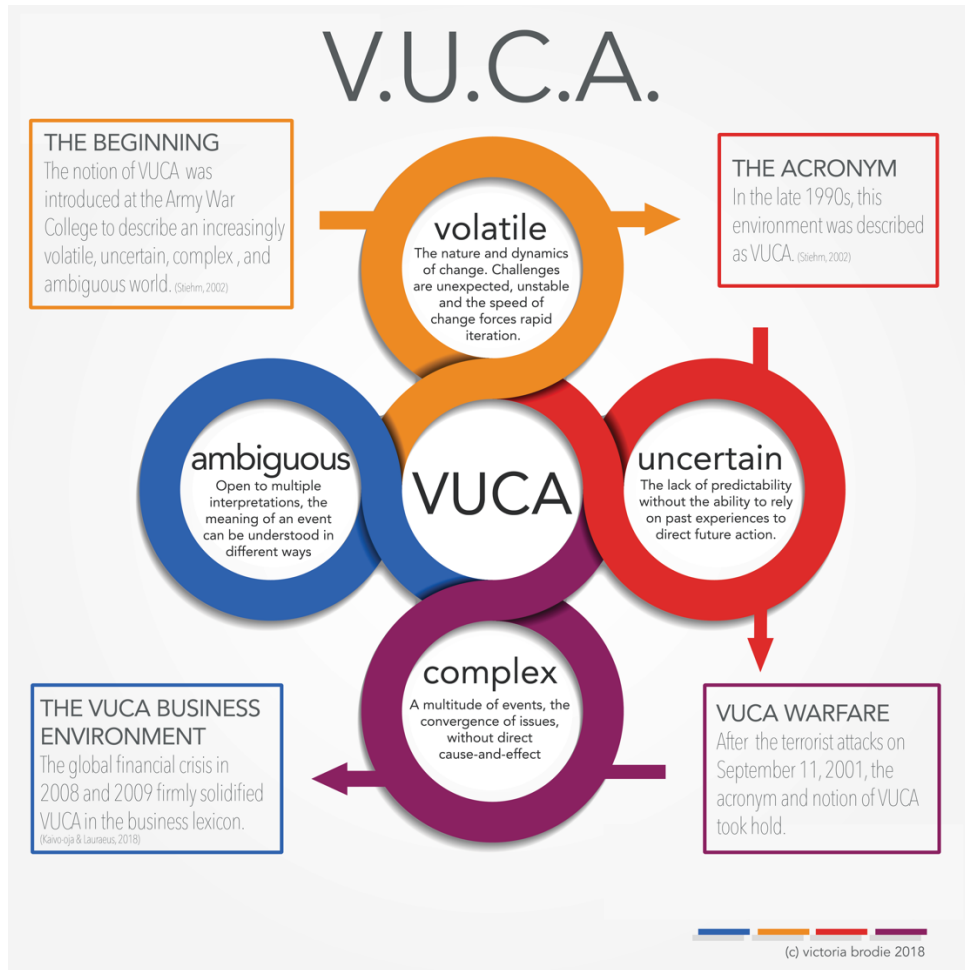 V.U.C.A.
THE BEGINNING
The notion of VUCA was
introduced at the Army War
College to describe an increasingly
volatile, uncertain, complex , and
ambiguous world. (Stiehm, 2002)
volatile
The nature and dynamics
of change. Challenges
are unexpected, unstable
and the speed of
change forces rapid
iteration.
THE ACRONYM
In the late 1990s, this
environment was described
as VUCA. (Stiehm, 2002)
ambiguous
Open to multiple
interpretations, the
meaning of an event
can be understood in
different ways
VUCA
uncertain
The lack of predictability
without the ability to rely
on past experiences to
direct future action.
THE VUCA BUSINESS
ENVIRONMENT
The global financial crisis in
2008 and 2009 firmly solidified
VUCA in the business lexicon.
(Kaivo-oja & Lauraeus, 2018)
complex
A multitude of events, the
convergence of issues,
without direct
cause-and-effect
VUCA WARFARE
After the terrorist attacks on
September 11, 2001, the
acronym and notion of VUCA
took hold.
(c) victoria brodie 2018